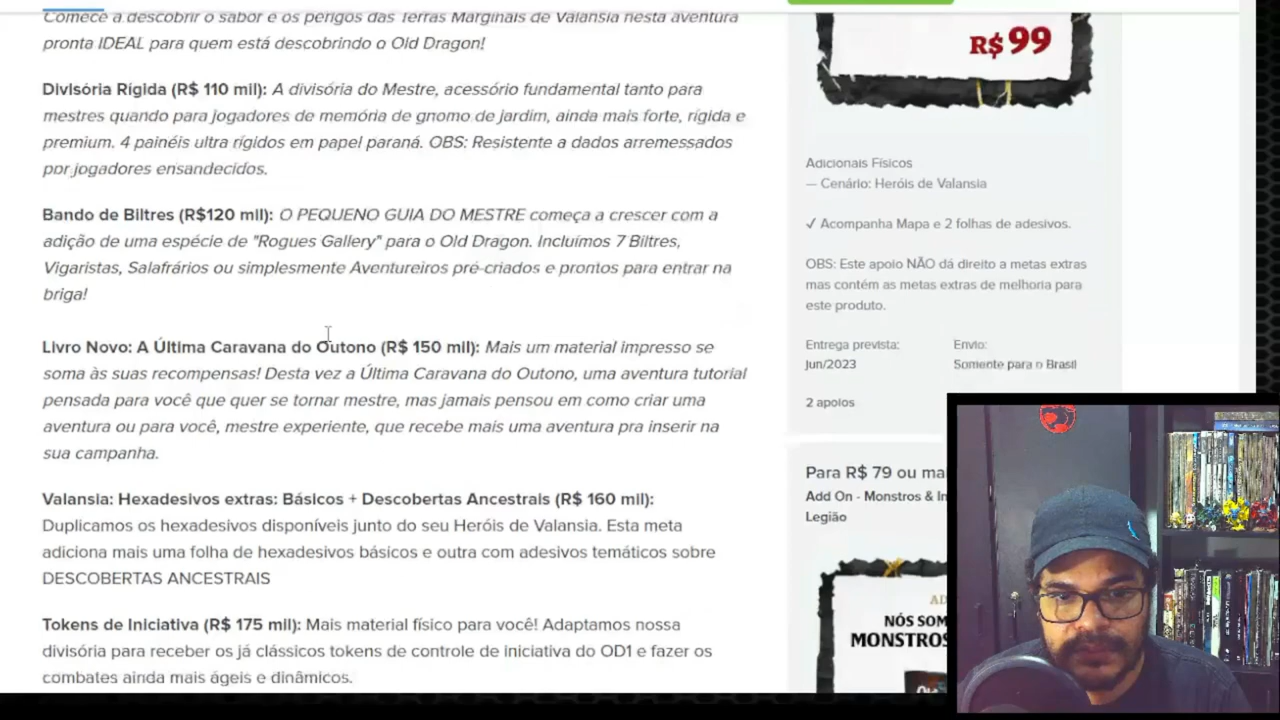 Comece a descobrir o sabor e os perigos das Terras Marginais de Valansia nesta aventura
pronta IDEAL para quem está descobrindo o Old Dragon!
Divisória Rígida (R$ 110 mil): A divisória do Mestre, acessório fundamental tanto para
mestres quando para jogadores de memória de gnomo de jardim, ainda mais forte, rígida e
premium. 4 painéis ultra rígidos em papel paraná. OBS: Resistente a dados arremessados
por jogadores ensandecidos.
Bando de Biltres (R$120 mil): O PEQUENO GUIA DO MESTRE começa a crescer com a
adição de uma espécie de "Rogues Gallery" para o Old Dragon. Incluímos 7 Biltres,
Vigaristas, Salafrários ou simplesmente Aventureiros pré-criados e prontos para entrar na
briga!
Livro Novo: A Última Caravana do Outono (R$ 150 mil): Mais um material impresso se
soma às suas recompensas! Desta vez a Última Caravana do Outono, uma aventura tutorial
pensada para você que quer se tornar mestre, mas jamais pensou em como criar uma
aventura ou para você, mestre experiente, que recebe mais uma aventura pra inserir na
sua campanha.
Valansia: Hexadesivos extras: Básicos + Descobertas Ancestrais (R$ 160 mil):
Duplicamos os hexadesivos disponíveis junto do seu Heróis de Valansia. Esta meta
adiciona mais uma folha de hexadesivos básicos e outra com adesivos temáticos sobre
DESCOBERTAS ANCESTRAIS
Tokens de Iniciativa (R$ 175 mil): Mais material físico para você! Adaptamos nossa
divisória para receber os já clássicos tokens de controle de iniciativa do OD1 e fazer os
combates ainda mais ágeis e dinâmicos.
R$ 99
Adicionais Físicos
— Cenário: Heróis de Valansia
✓ Acompanha Mapa e 2 folhas de adesivos.
OBS: Este apoio NÃO dá direito a metas extras
mas contém as metas extras de melhoria para
este produto.
Entrega prevista: Envio:
Jun/2023 Somente para o Brasil
2 apoios
Para R$ 79 ou mai
Add On - Monstros & In
Legião
AD
NÓS SOM
MONSTROS